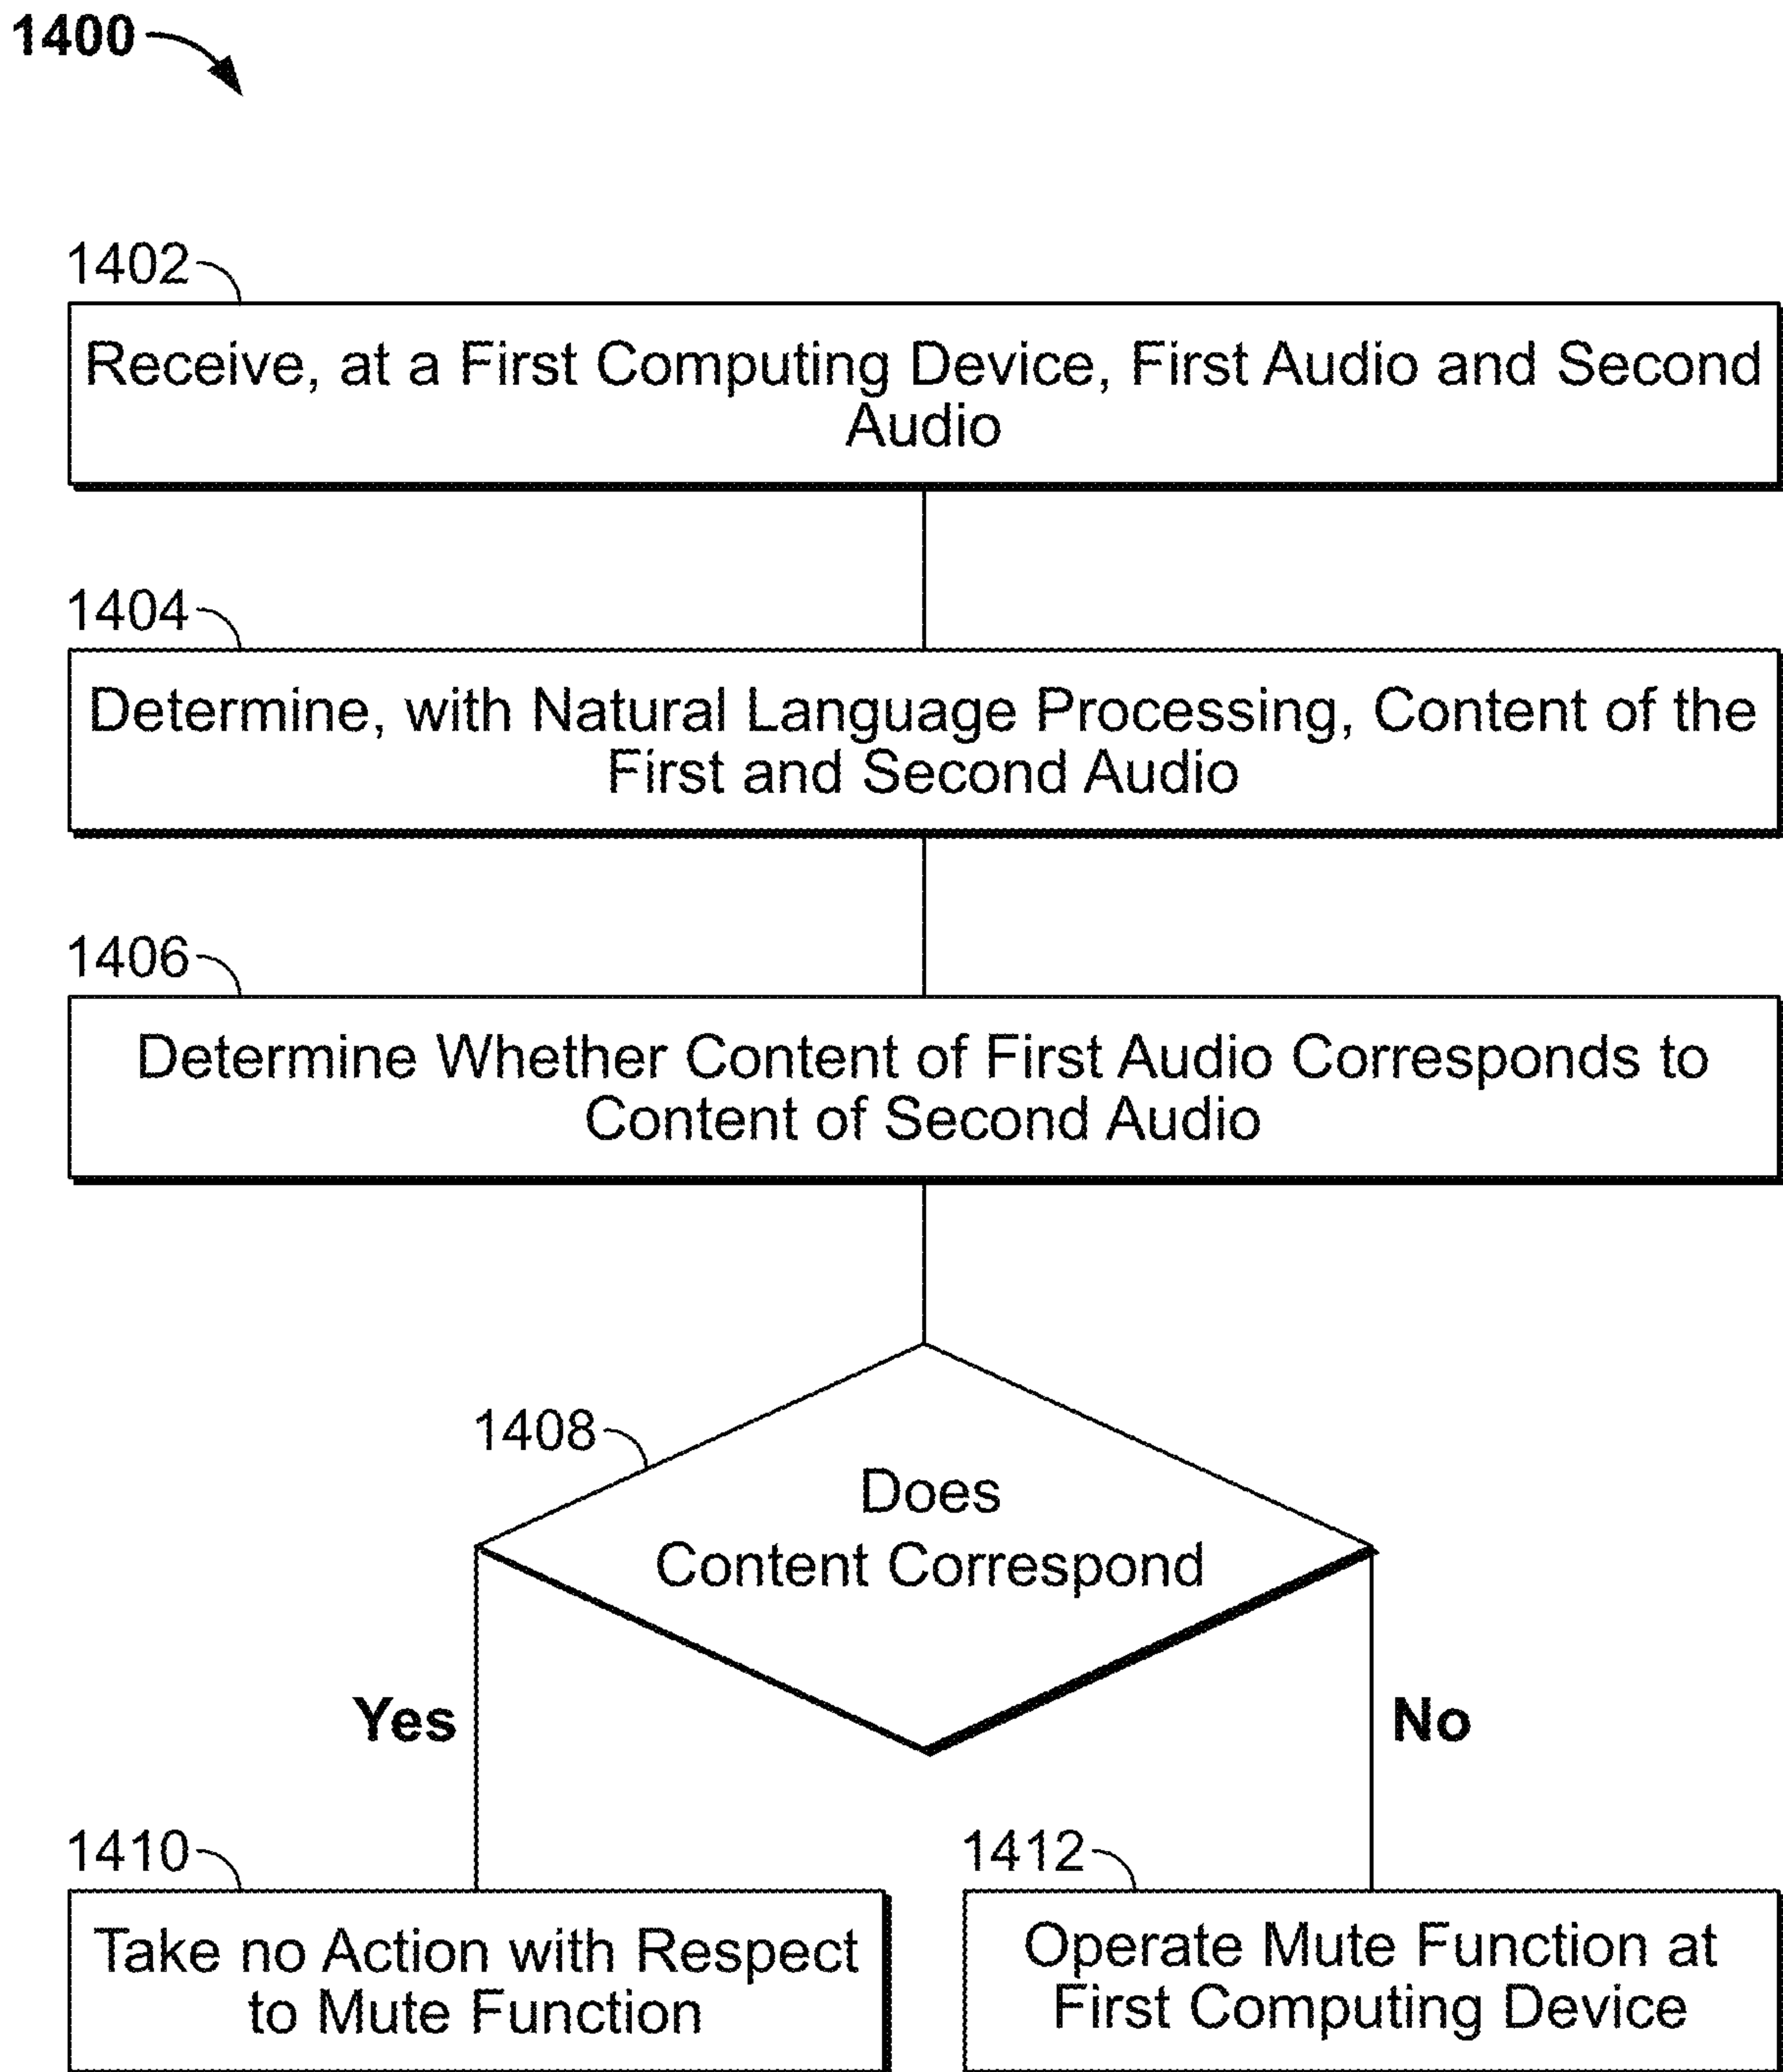 1400
1402
Receive, at a First Computing Device, First Audio and Second
Audio
1404
Determine, with Natural Language Processing, Content of the
First and Second Audio
1406
Determine Whether Content of First Audio Corresponds to
Content of Second Audio
1408
Does
Content Correspond
Yes
No
1410
Take no Action with Respect
to Mute Function
1412
Operate Mute Function at
First Computing Device